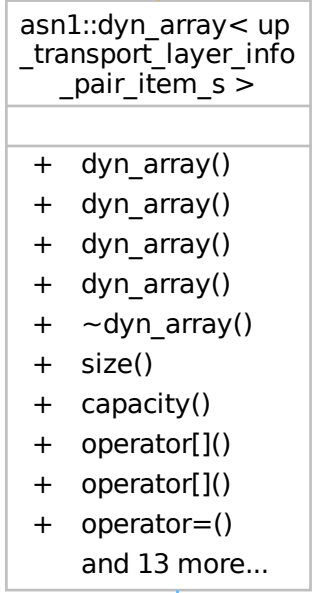 asn1::dyn_array< up
_transport_layer_info
_pair_item_s >
+ dyn_array()
+ dyn_array()
+ dyn_array()
+ dyn_array()
+ ~dyn_array()
+ size()
+ capacity()
+ operator[]()
+ operator[]()
+ operator=()
and 13 more...